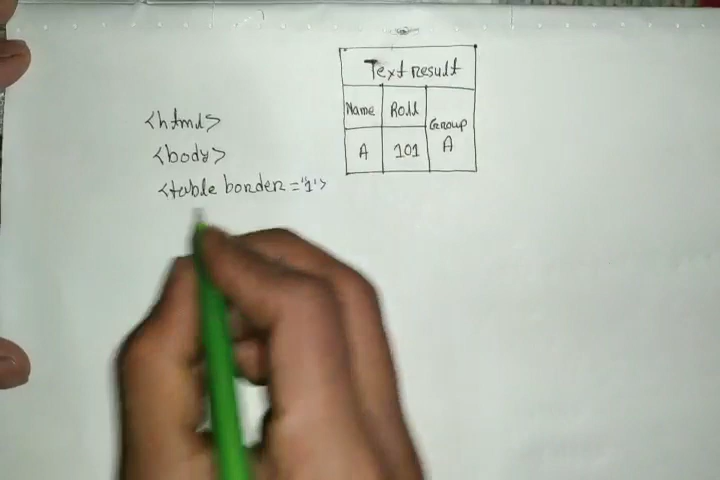 Text result
Name Roll Group A
A 101
<html>
<body>
<table border="1">